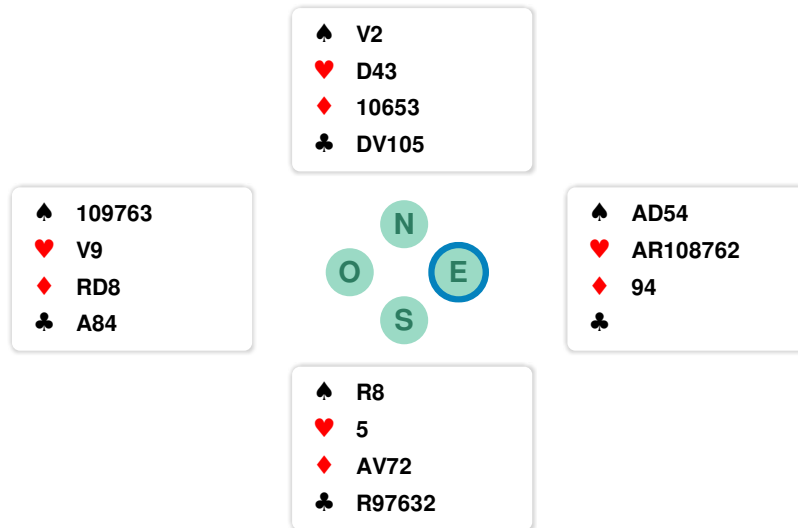 ♠ V2
♥ D43
♦ 10653
♣ DV105
♠ 109763
♥ V9
♦ RD8
♣ A84
N
O
E
S
♠ AD54
♥ AR108762
♦ 94
♣
♠ R8
♥ 5
♦ AV72
♣ R97632